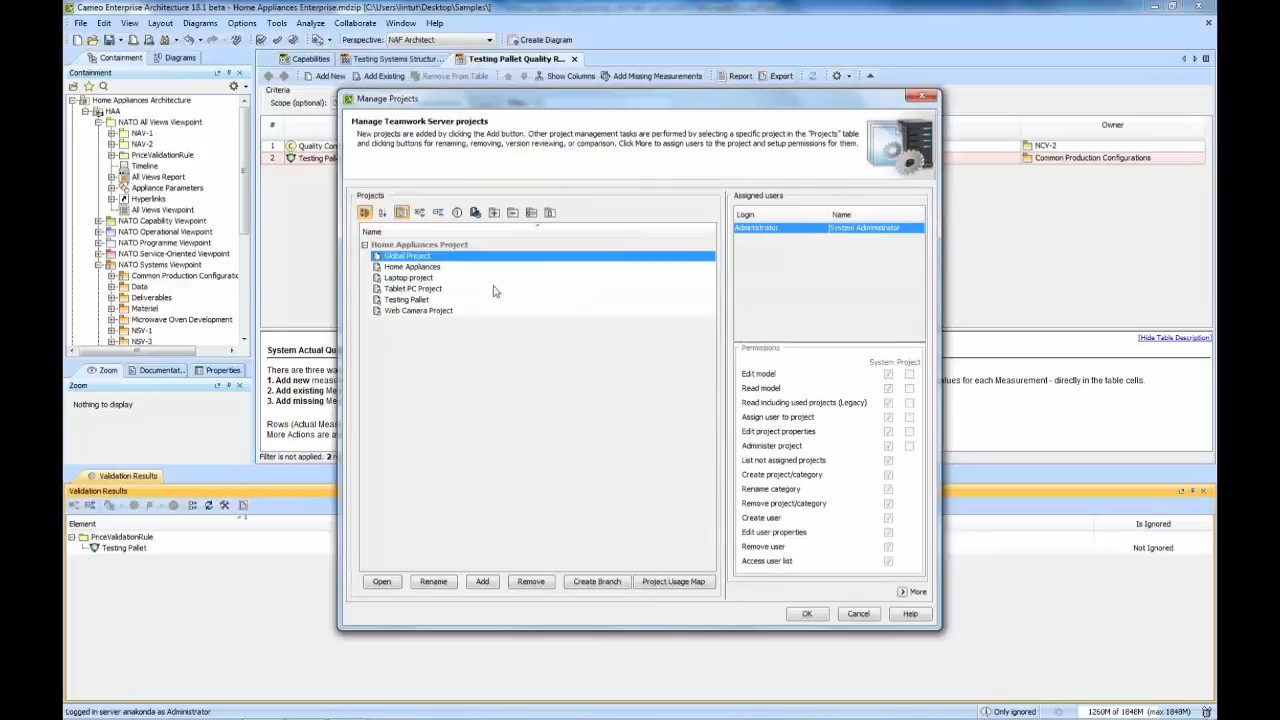 Cameo Enterprise Architecture 18.1 beta - Home Appliances Enterprise.mdzip [C:\Users\lintut\Desktop\Samples\]
File Edit View Layout Diagrams Options Tools Analyze Collaborate Window Help
Perspective: NAF Architect Create Diagram
Containment Diagrams
Capabilities Testing Systems Structur... Testing Pallet Quality R...
Containment
Add New Add Existing Remove From Table Show Columns Add Missing Measurements Report Export
Criteria
Scope (optional):
# Owner
1 Quality Con NCV-2
2 Testing Pall Common Production Configurations
Home Appliances Architecture
HAA
NATO All Views Viewpoint
NAV-1
NAV-2
PriceValidationRule
Timeline
All Views Report
Appliance Parameters
Hyperlinks
All Views Viewpoint
NATO Capability Viewpoint
NATO Operational Viewpoint
NATO Programme Viewpoint
NATO Service-Oriented Viewpoint
NATO Systems Viewpoint
Common Production Configuratic
Data
Deliverables
Materiel
Microwave Oven Development
NSV-1
NSV-3
Zoom Documentat... Properties
Zoom
Nothing to display
Manage Projects
Manage Teamwork Server projects
New projects are added by clicking the Add button. Other project management tasks are performed by selecting a specific project in the "Projects" table
and clicking buttons for renaming, removing, version reviewing, or comparison. Click More to assign users to the project and setup permissions for them.
Projects
Name
Home Appliances Project
Global Project
Home Appliances
Laptop project
Tablet PC Project
Testing Pallet
Web Camera Project
Open Rename Add Remove Create Branch Project Usage Map
Assigned users
Login Name
Administrator System Administrator
Permissions
System Project
Edit model
Read model
Read including used projects (Legacy)
Assign user to project
Edit project properties
Administer project
List not assigned projects
Create project/category
Rename category
Remove project/category
Create user
Edit user properties
Remove user
Access user list
More
OK Cancel Help
[Hide Table Description]
System Actual Qu
There are three wa
1. Add new measu
2. Add existing Me
3. Add missing Mea
alues for each Measurement - directly in the table cells.
Rows (Actual Meas
More Actions are a
Filter is not applied. 2 r
Validation Results
Validation Results
Element Is Ignored
PriceValidationRule
Testing Pallet Not Ignored
Logged in server anakonda as Administrator
Only ignored 1260M of 1848M (max 1848M)